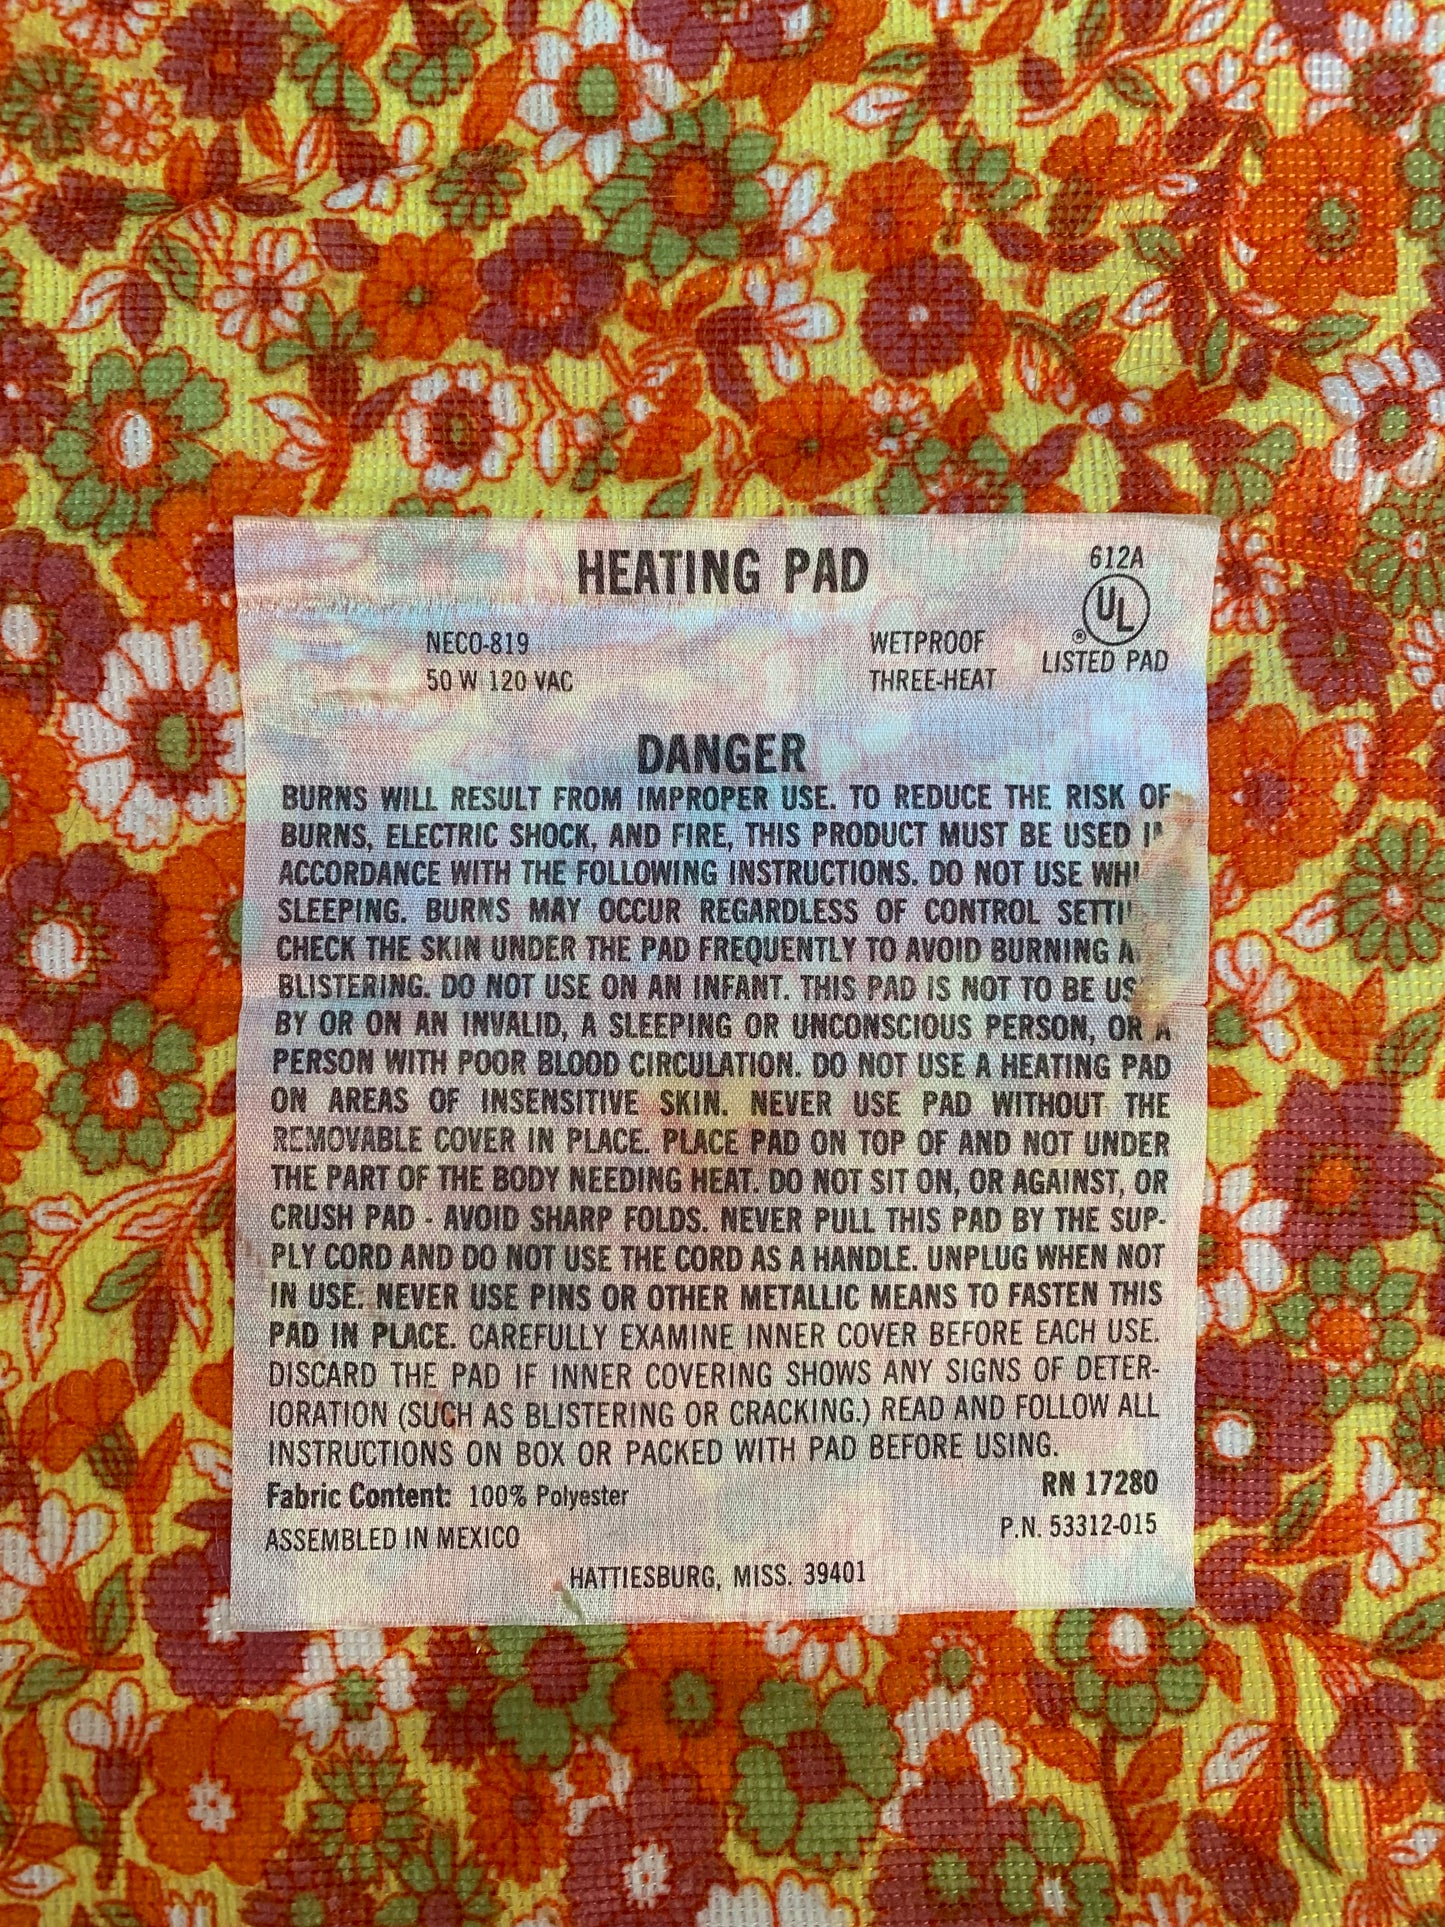 HEATING PAD
612A
NECO-819
50 W 120 VAC
WETPROOF
THREE-HEAT
UL
®
LISTED PAD
DANGER
BURNS WILL RESULT FROM IMPROPER USE. TO REDUCE THE RISK OF
BURNS, ELECTRIC SHOCK, AND FIRE, THIS PRODUCT MUST BE USED
ACCORDANCE WITH THE FOLLOWING INSTRUCTIONS. DO NOT USE
SLEEPING. BURNS MAY OCCUR REGARDLESS OF CONTROL
CHECK THE SKIN UNDER THE PAD FREQUENTLY TO AVOID BURNING
BLISTERING. DO NOT USE ON AN INFANT. THIS PAD IS NOT TO BE
BY OR ON AN INVALID, A SLEEPING OR UNCONSCIOUS PERSON, OR A
PERSON WITH POOR BLOOD CIRCULATION. DO NOT USE A HEATING PAD
ON AREAS OF INSENSITIVE SKIN. NEVER USE PAD WITHOUT THE
REMOVABLE COVER IN PLACE. PLACE PAD ON TOP OF AND NOT UNDER
THE PART OF THE BODY NEEDING HEAT. DO NOT SIT ON, OR AGAINST, OR
CRUSH PAD - AVOID SHARP FOLDS. NEVER PULL THIS PAD BY THE SUP-
PLY CORD AND DO NOT USE THE CORD AS A HANDLE. UNPLUG WHEN NOT
IN USE. NEVER USE PINS OR OTHER METALLIC MEANS TO FASTEN THIS
PAD IN PLACE. CAREFULLY EXAMINE INNER COVER BEFORE EACH USE.
DISCARD THE PAD IF INNER COVERING SHOWS ANY SIGNS OF DETER-
IORATION (SUCH AS BLISTERING OR CRACKING.) READ AND FOLLOW ALL
INSTRUCTIONS ON BOX OR PACKED WITH PAD BEFORE USING.
Fabric Content: 100% Polyester
RN 17280
ASSEMBLED IN MEXICO
P.N. 53312-015
HATTIESBURG, MISS. 39401